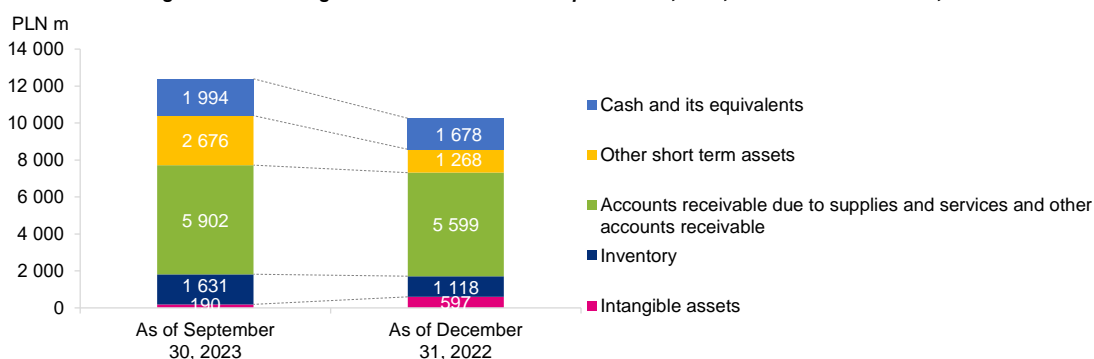 PLN m
14 000
12 000
10 000
8 000
6 000
4 000
2 000
0
1 994
2 676
5 902
1 631
190
1 678
1 268
5 599
1 118
597
As of September
30, 2023
As of December
31, 2022
Cash and its equivalents
Other short term assets
Accounts receivable due to supplies and services and other
accounts receivable
Inventory
Intangible assets